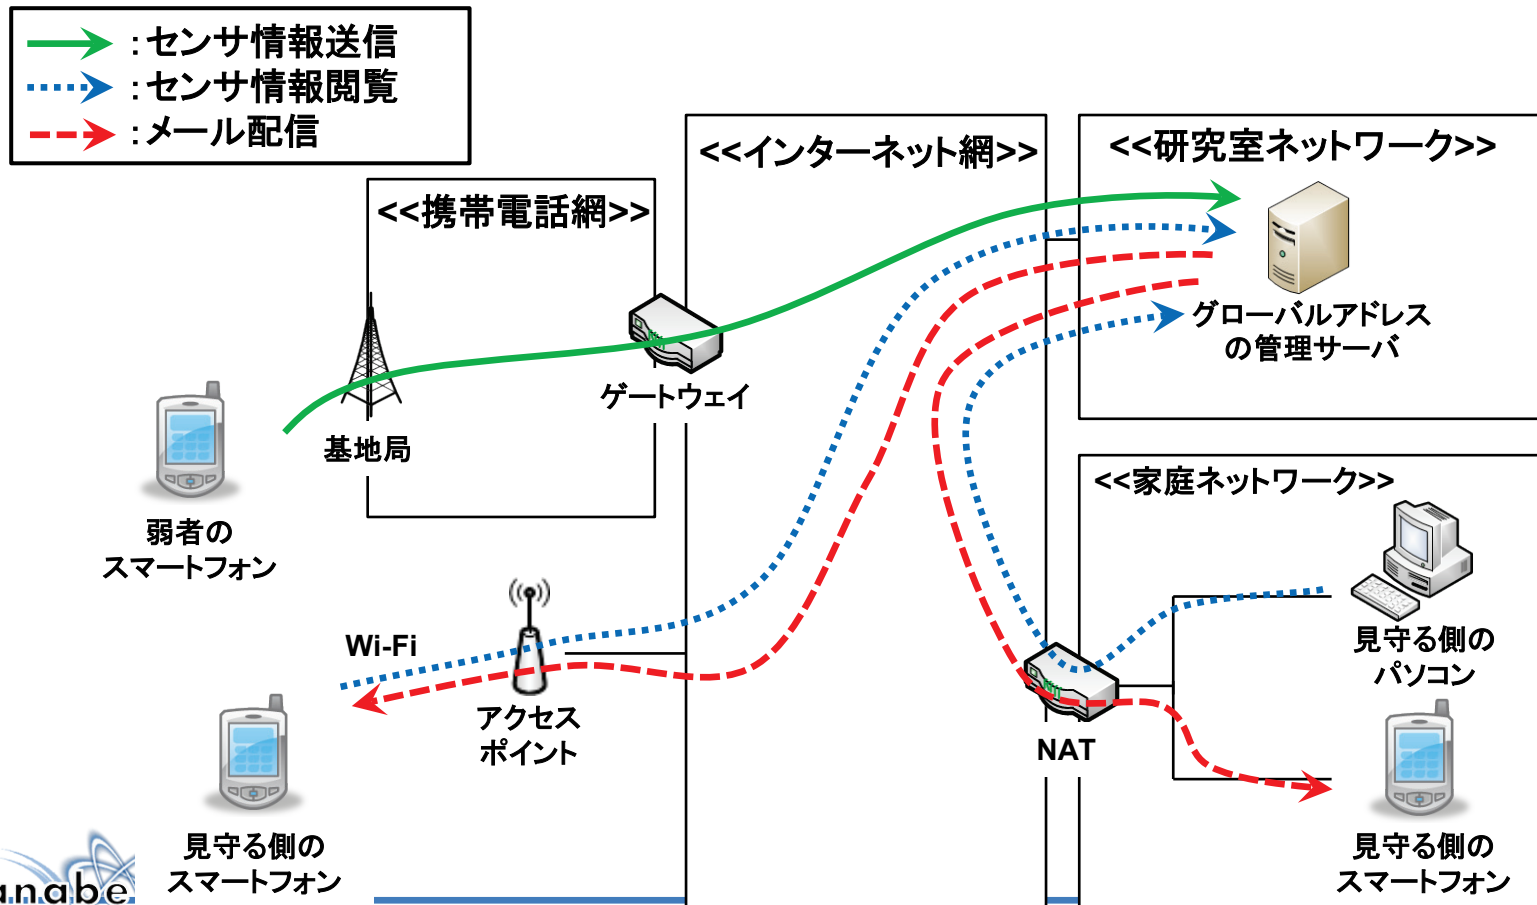 ：センサ情報送信
：センサ情報閲覧
：メール配信
<<携帯電話網>>
<<インターネット網>>
<<研究室ネットワーク>>
グローバルアドレス
の管理サーバ
ゲートウェイ
基地局
弱者の
スマートフォン
<<家庭ネットワーク>>
見守る側の
パソコン
Wi-Fi
アクセス
ポイント
NAT
見守る側の
スマートフォン
見守る側の
スマートフォン
anabe